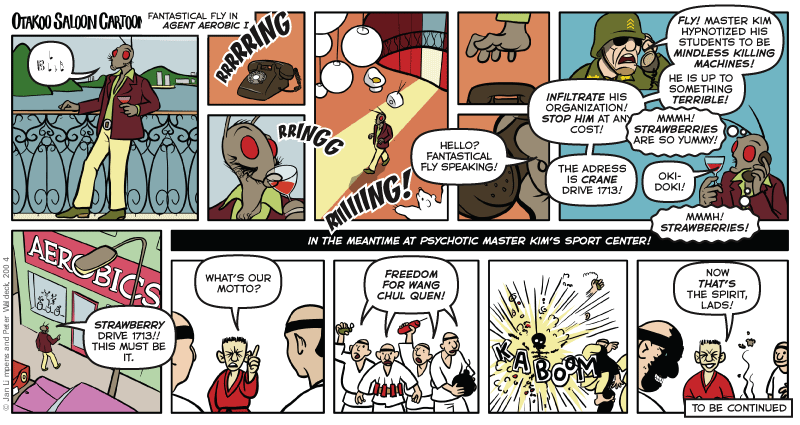 OTAKOO SALOON CARTOON
FANTASTICAL FLY IN
AGENT AEROBIC I
RRRRRING
RRINGG
RIIIIIING!
HELLO?
FANTASTICAL
FLY SPEAKING!
FLY! MASTER KIM
HYPNOTIZED HIS
STUDENTS TO BE
MINDLESS KILLING
MACHINES!
HE IS UP TO
SOMETHING
TERRIBLE!
INFILTRATE HIS
ORGANIZATION!
STOP HIM AT ANY
COST!
MMMH!
STRAWBERRIES
ARE SO YUMMY!
THE ADRESS
IS CRANE
DRIVE 1713!
OKI-
DOKI!
MMMH!
STRAWBERRIES!
AEROBICS
STRAWBERRY
DRIVE 1713!!
THIS MUST BE
IT.
IN THE MEANTIME AT PSYCHOTIC MASTER KIM'S SPORT CENTER!
WHAT'S OUR
MOTTO?
FREEDOM
FOR WANG
CHUL QUEN!
KABOOM
NOW
THAT'S
THE SPIRIT,
LADS!
TO BE CONTINUED
© Jan Limpens and Peter Waldeck, 2004